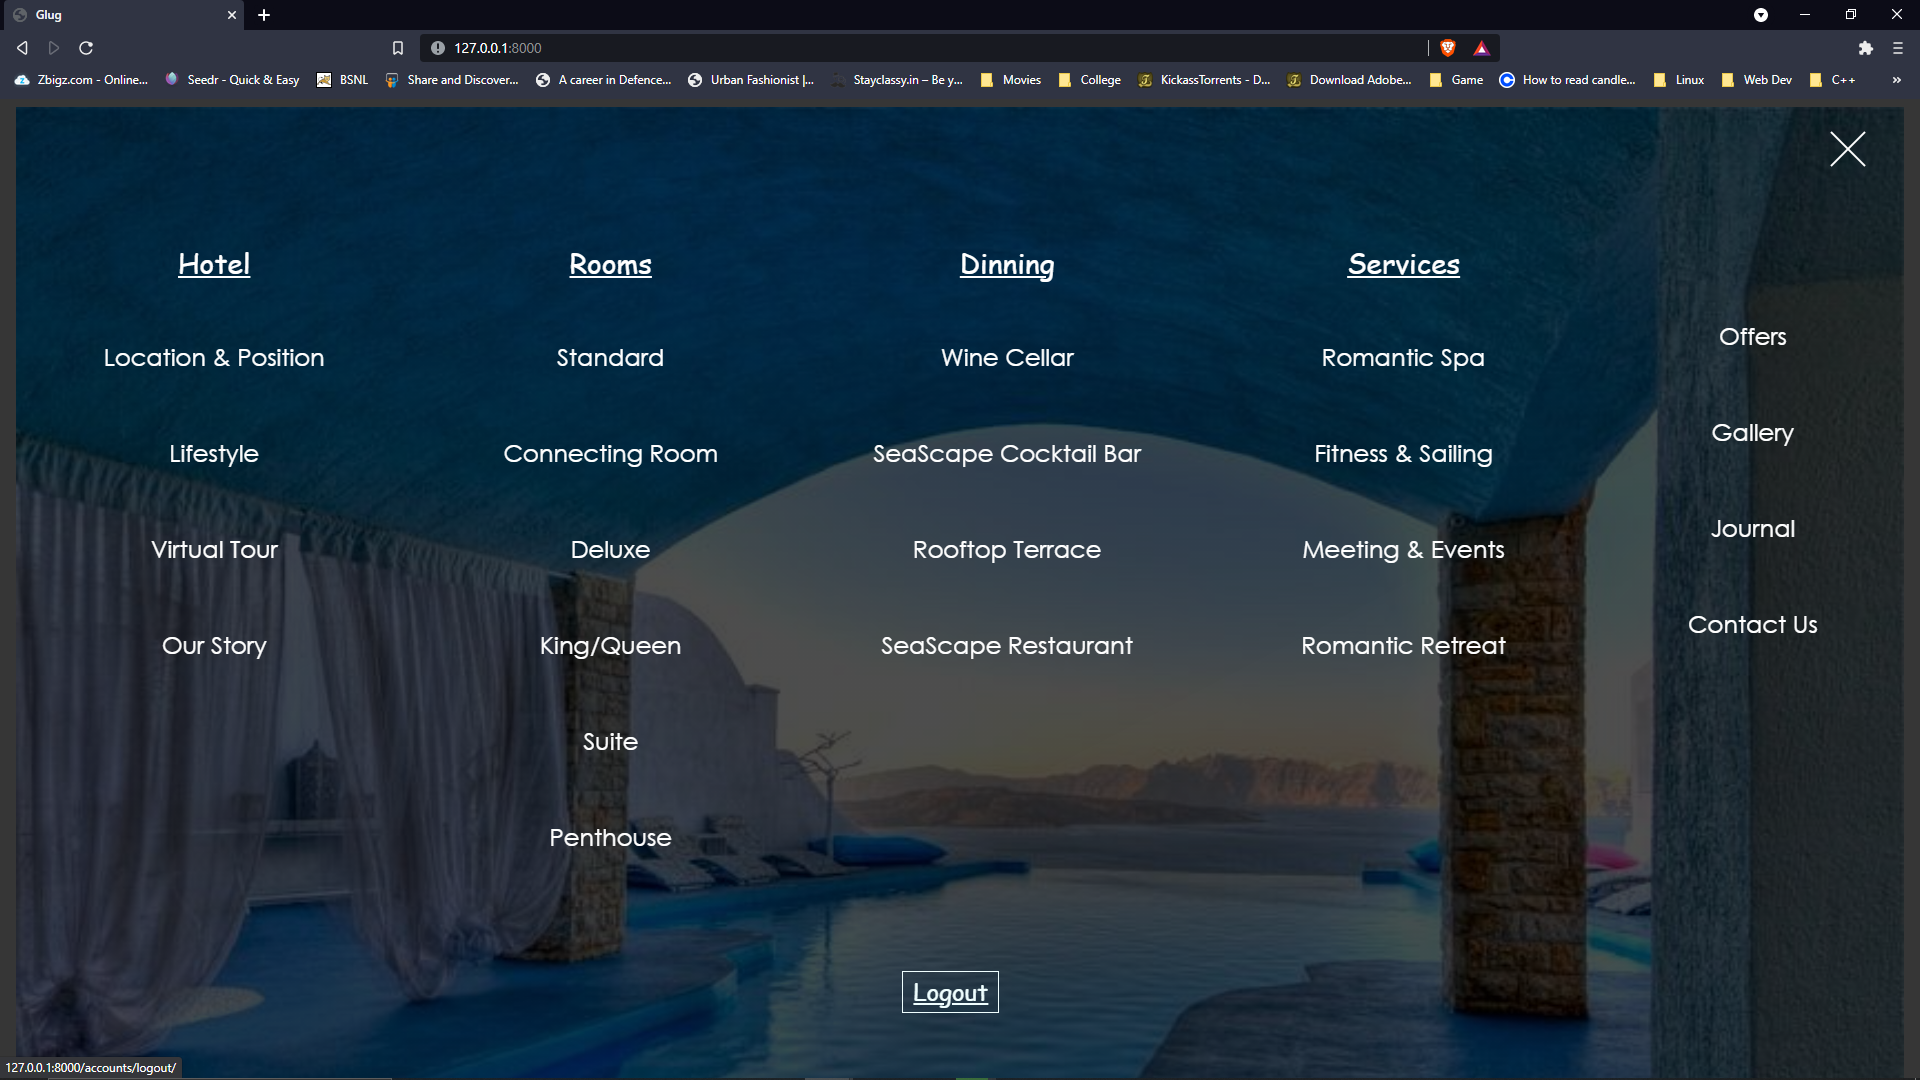 Glug
127.0.0.1:8000
Zbigz.com - Online... Seedr - Quick & Easy BSNL Share and Discover... A career in Defence... Urban Fashionist |... Stayclassy.in – Be y... Movies College KickassTorrents - D... Download Adobe... Game How to read candle... Linux Web Dev C++ »
Hotel
Location & Position
Lifestyle
Virtual Tour
Our Story
Rooms
Standard
Connecting Room
Deluxe
King/Queen
Suite
Penthouse
Dinning
Wine Cellar
SeaScape Cocktail Bar
Rooftop Terrace
SeaScape Restaurant
Services
Romantic Spa
Fitness & Sailing
Meeting & Events
Romantic Retreat
Offers
Gallery
Journal
Contact Us
Logout
127.0.0.1:8000/accounts/logout/